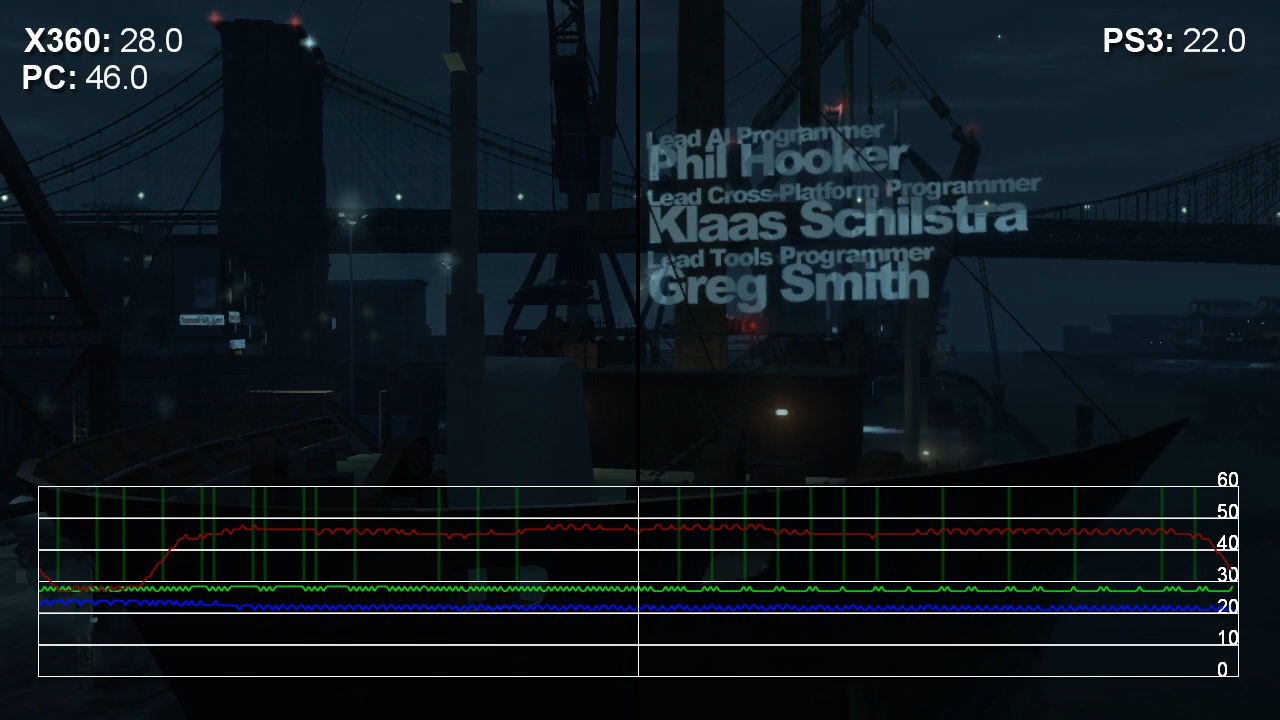 X360: 28.0
PC: 46.0
PS3: 22.0
Lead AI Programmer
Phil Hooker
Lead Cross-Platform Programmer
Klaas Schilstra
Lead Tools Programmer
Greg Smith
60
50
40
30
20
10
0